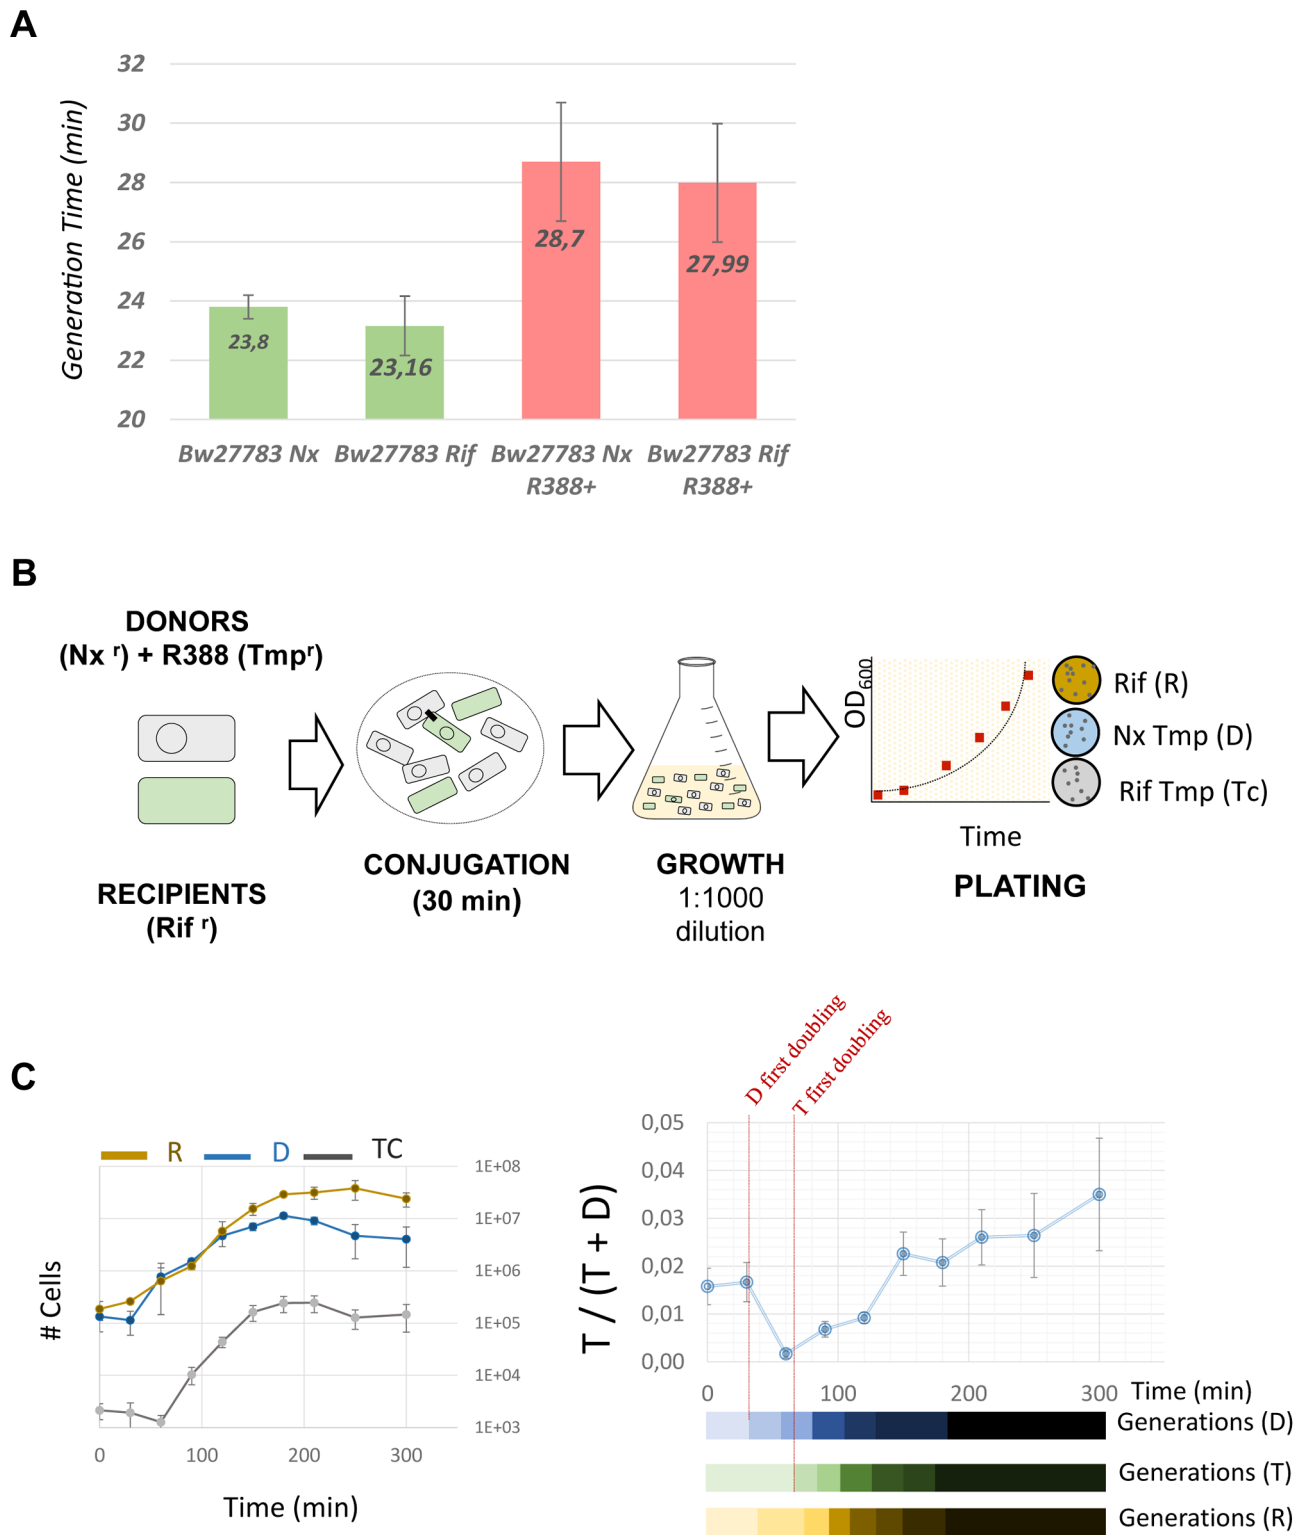 A
32
30
28
26
24
22
20
Generation Time (min)
23,8
23,16
28,7
27,99
Bw27783 Nx
Bw27783 Rif
Bw27783 Nx
R388+
Bw27783 Rif
R388+
B
DONORS
(Nx r) + R388 (Tmpr)
RECIPIENTS
(Rif r)
CONJUGATION
(30 min)
GROWTH
1:1000
dilution
OD600
Time
PLATING
Rif (R)
Nx Tmp (D)
Rif Tmp (Tc)
C
R
D
TC
1E+08
1E+07
1E+06
1E+05
1E+04
1E+03
# Cells
0
100
200
300
Time (min)
D first doubling
T first doubling
0,05
0,04
0,03
0,02
0,01
0,00
T / (T + D)
0
100
200
300
Time (min)
Generations (D)
Generations (T)
Generations (R)